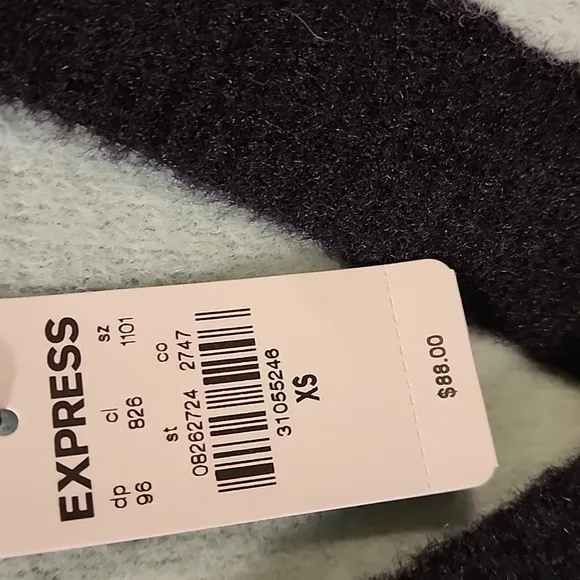 EXPRESS
dp cl sz
96 826 1101
st co
08262724 2747
31055246
XS
$88.00